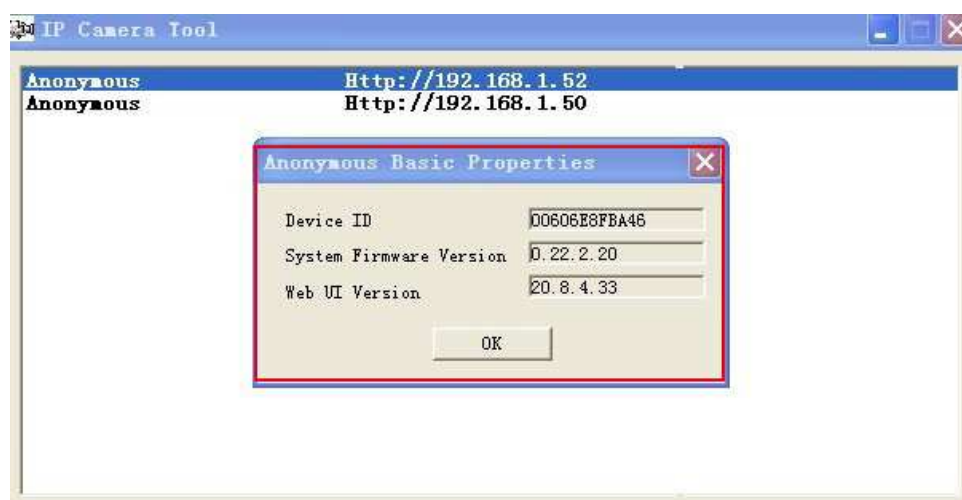 IP Camera Tool
Anonymous Http://192.168.1.52
Anonymous Http://192.168.1.50
Anonymous Basic Properties
Device ID 00606E8FBA46
System Firmware Version 0.22.2.20
Web UI Version 20.8.4.33
OK